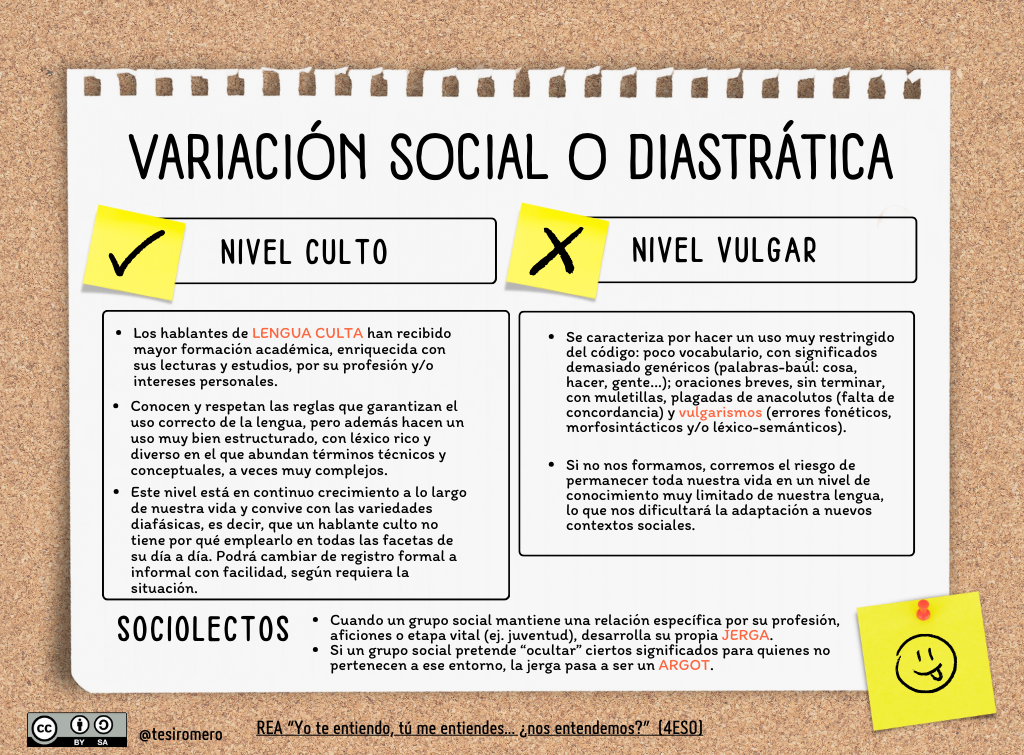 VARIACIÓN SOCIAL O DIASTRÁTICA
NIVEL CULTO
• Los hablantes de LENGUA CULTA han recibido
mayor formación académica, enriquecida con
sus lecturas y estudios, por su profesión y/o
intereses personales.
• Conocen y respetan las reglas que garantizan el
uso correcto de la lengua, pero además hacen un
uso muy bien estructurado, con léxico rico y
diverso en el que abundan términos técnicos y
conceptuales, a veces muy complejos.
• Este nivel está en continuo crecimiento a lo largo
de nuestra vida y convive con las variedades
diafásicas, es decir, que un hablante culto no
tiene por qué emplearlo en todas las facetas de
su día a día. Podrá cambiar de registro formal a
informal con facilidad, según requiera la
situación.
NIVEL VULGAR
• Se caracteriza por hacer un uso muy restringido
del código: poco vocabulario, con significados
demasiado genéricos (palabras-baúl: cosa,
hacer, gente...); oraciones breves, sin terminar,
con muletillas, plagadas de anacolutos (falta de
concordancia) y vulgarismos (errores fonéticos,
morfosintácticos y/o léxico-semánticos).
• Si no nos formamos, corremos el riesgo de
permanecer toda nuestra vida en un nivel de
conocimiento muy limitado de nuestra lengua,
lo que nos dificultará la adaptación a nuevos
contextos sociales.
SOCIOLECTOS
• Cuando un grupo social mantiene una relación específica por su profesión,
aficiones o etapa vital (ej. juventud), desarrolla su propia JERGA.
• Si un grupo social pretende “ocultar” ciertos significados para quienes no
pertenecen a ese entorno, la jerga pasa a ser un ARGOT.
cc BY SA
@tesiromero
REA “Yo te entiendo, tú me entiendes... ¿nos entendemos?” (4ESO)